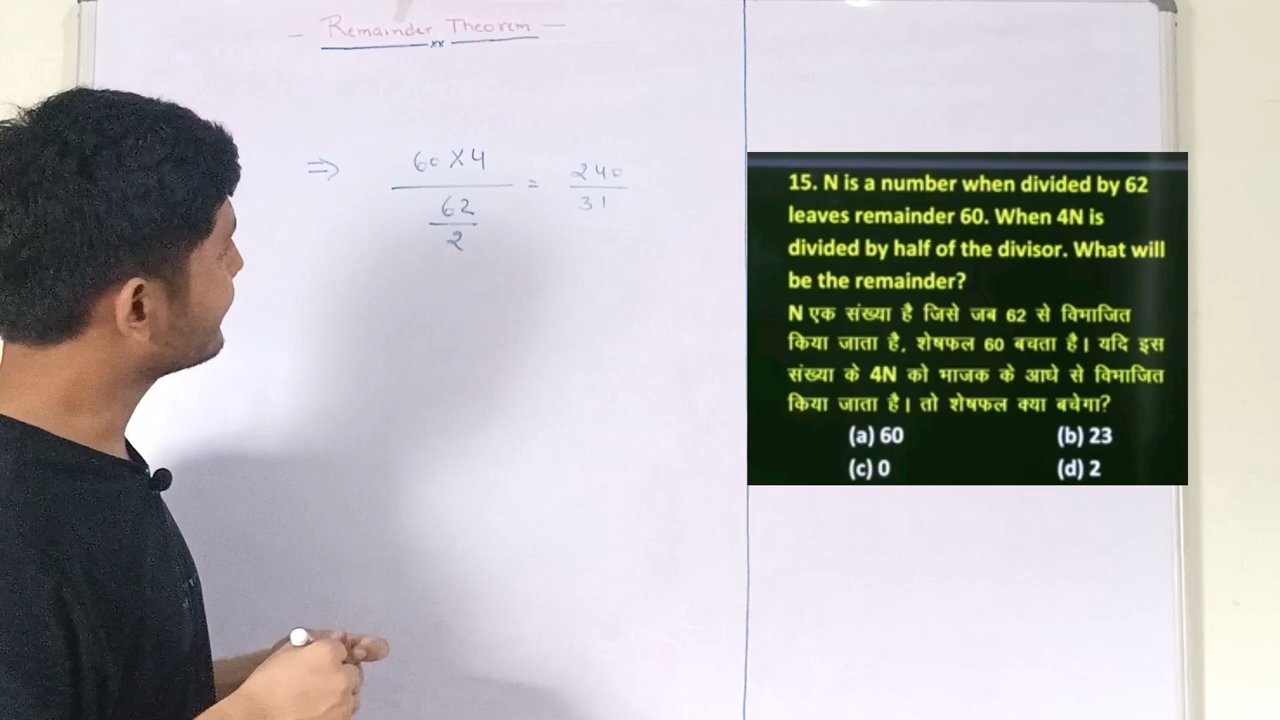 — Remainder Theorem —
xx
⇒ 60 X 4 = 240
62 31
2
15. N is a number when divided by 62
leaves remainder 60. When 4N is
divided by half of the divisor. What will
be the remainder?
N एक संख्या है जिसे जब 62 से विभाजित
किया जाता है, शेषफल 60 बचता है। यदि इस
संख्या के 4N को भाजक के आधे से विभाजित
किया जाता है। तो शेषफल क्या बचेगा?
(a) 60 (b) 23
(c) 0 (d) 2